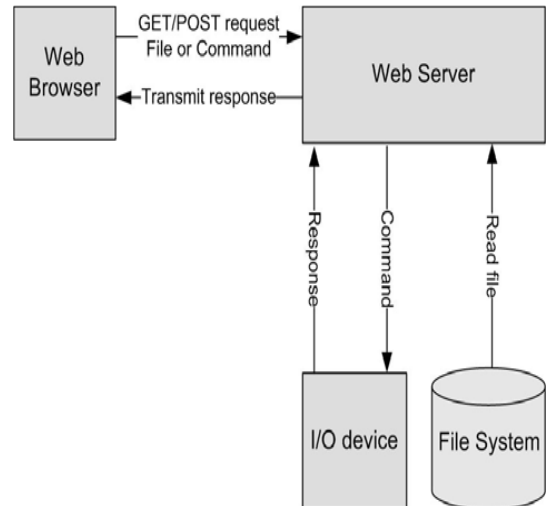 GET/POST request
File or Command
Web
Browser
Transmit response
Web Server
Response
Command
Read file
I/O device
File System